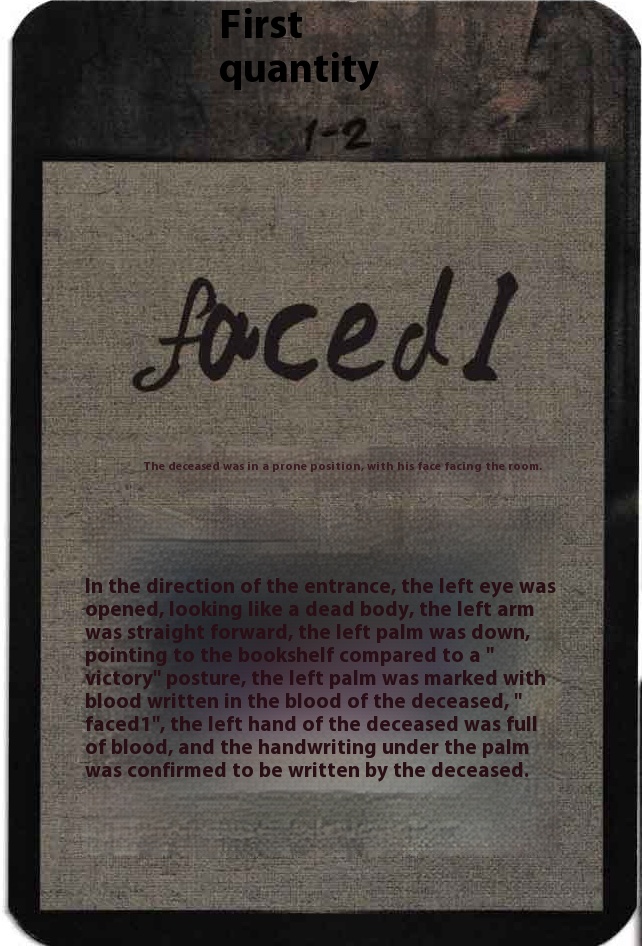 First
quantity
1-2
faced1
The deceased was in a prone position, with his face facing the room.
In the direction of the entrance, the left eye was
opened, looking like a dead body, the left arm
was straight forward, the left palm was down,
pointing to the bookshelf compared to a "
victory" posture, the left palm was marked with
blood written in the blood of the deceased, "
faced1", the left hand of the deceased was full
of blood, and the handwriting under the palm
was confirmed to be written by the deceased.